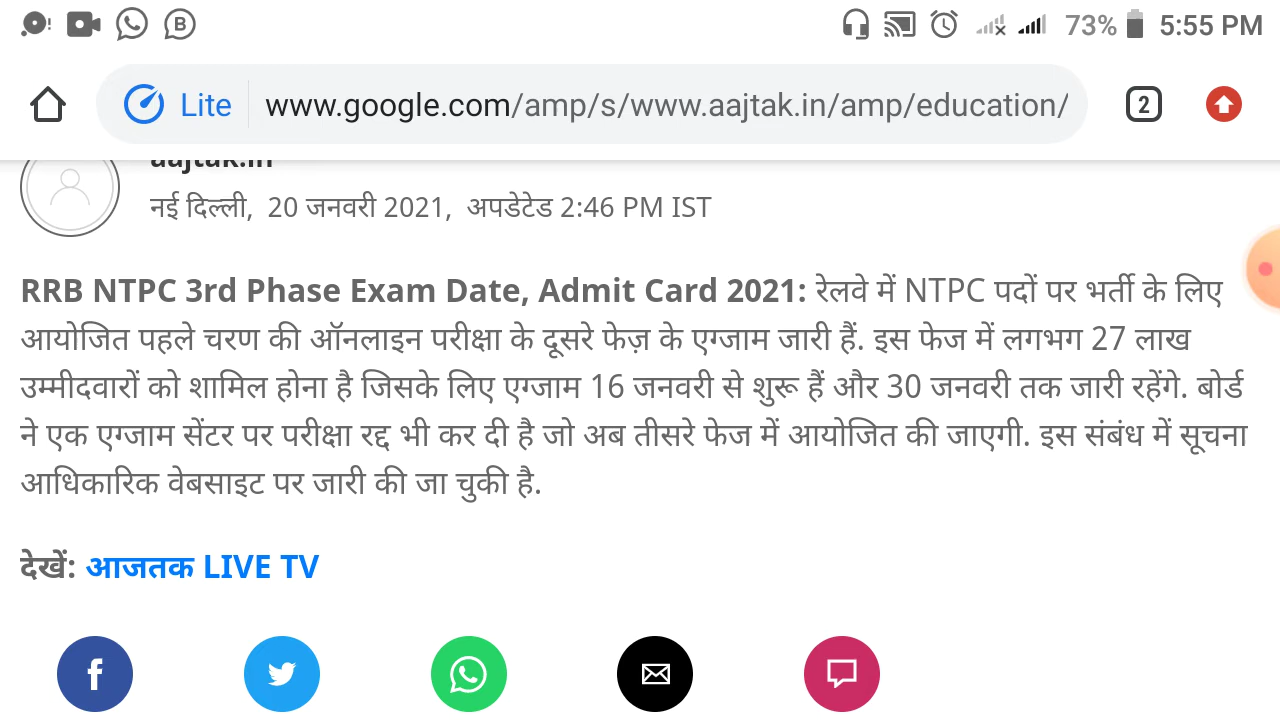 73% 5:55 PM
Lite www.google.com/amp/s/www.aajtak.in/amp/education/ 2
aajtak.in
नई दिल्ली, 20 जनवरी 2021, अपडेटेड 2:46 PM IST
RRB NTPC 3rd Phase Exam Date, Admit Card 2021: रेलवे में NTPC पदों पर भर्ती के लिए
आयोजित पहले चरण की ऑनलाइन परीक्षा के दूसरे फेज़ के एग्जाम जारी हैं. इस फेज में लगभग 27 लाख
उम्मीदवारों को शामिल होना है जिसके लिए एग्जाम 16 जनवरी से शुरू हैं और 30 जनवरी तक जारी रहेंगे. बोर्ड
ने एक एग्जाम सेंटर पर परीक्षा रद्द भी कर दी है जो अब तीसरे फेज में आयोजित की जाएगी. इस संबंध में सूचना
आधिकारिक वेबसाइट पर जारी की जा चुकी है.
देखें: आजतक LIVE TV